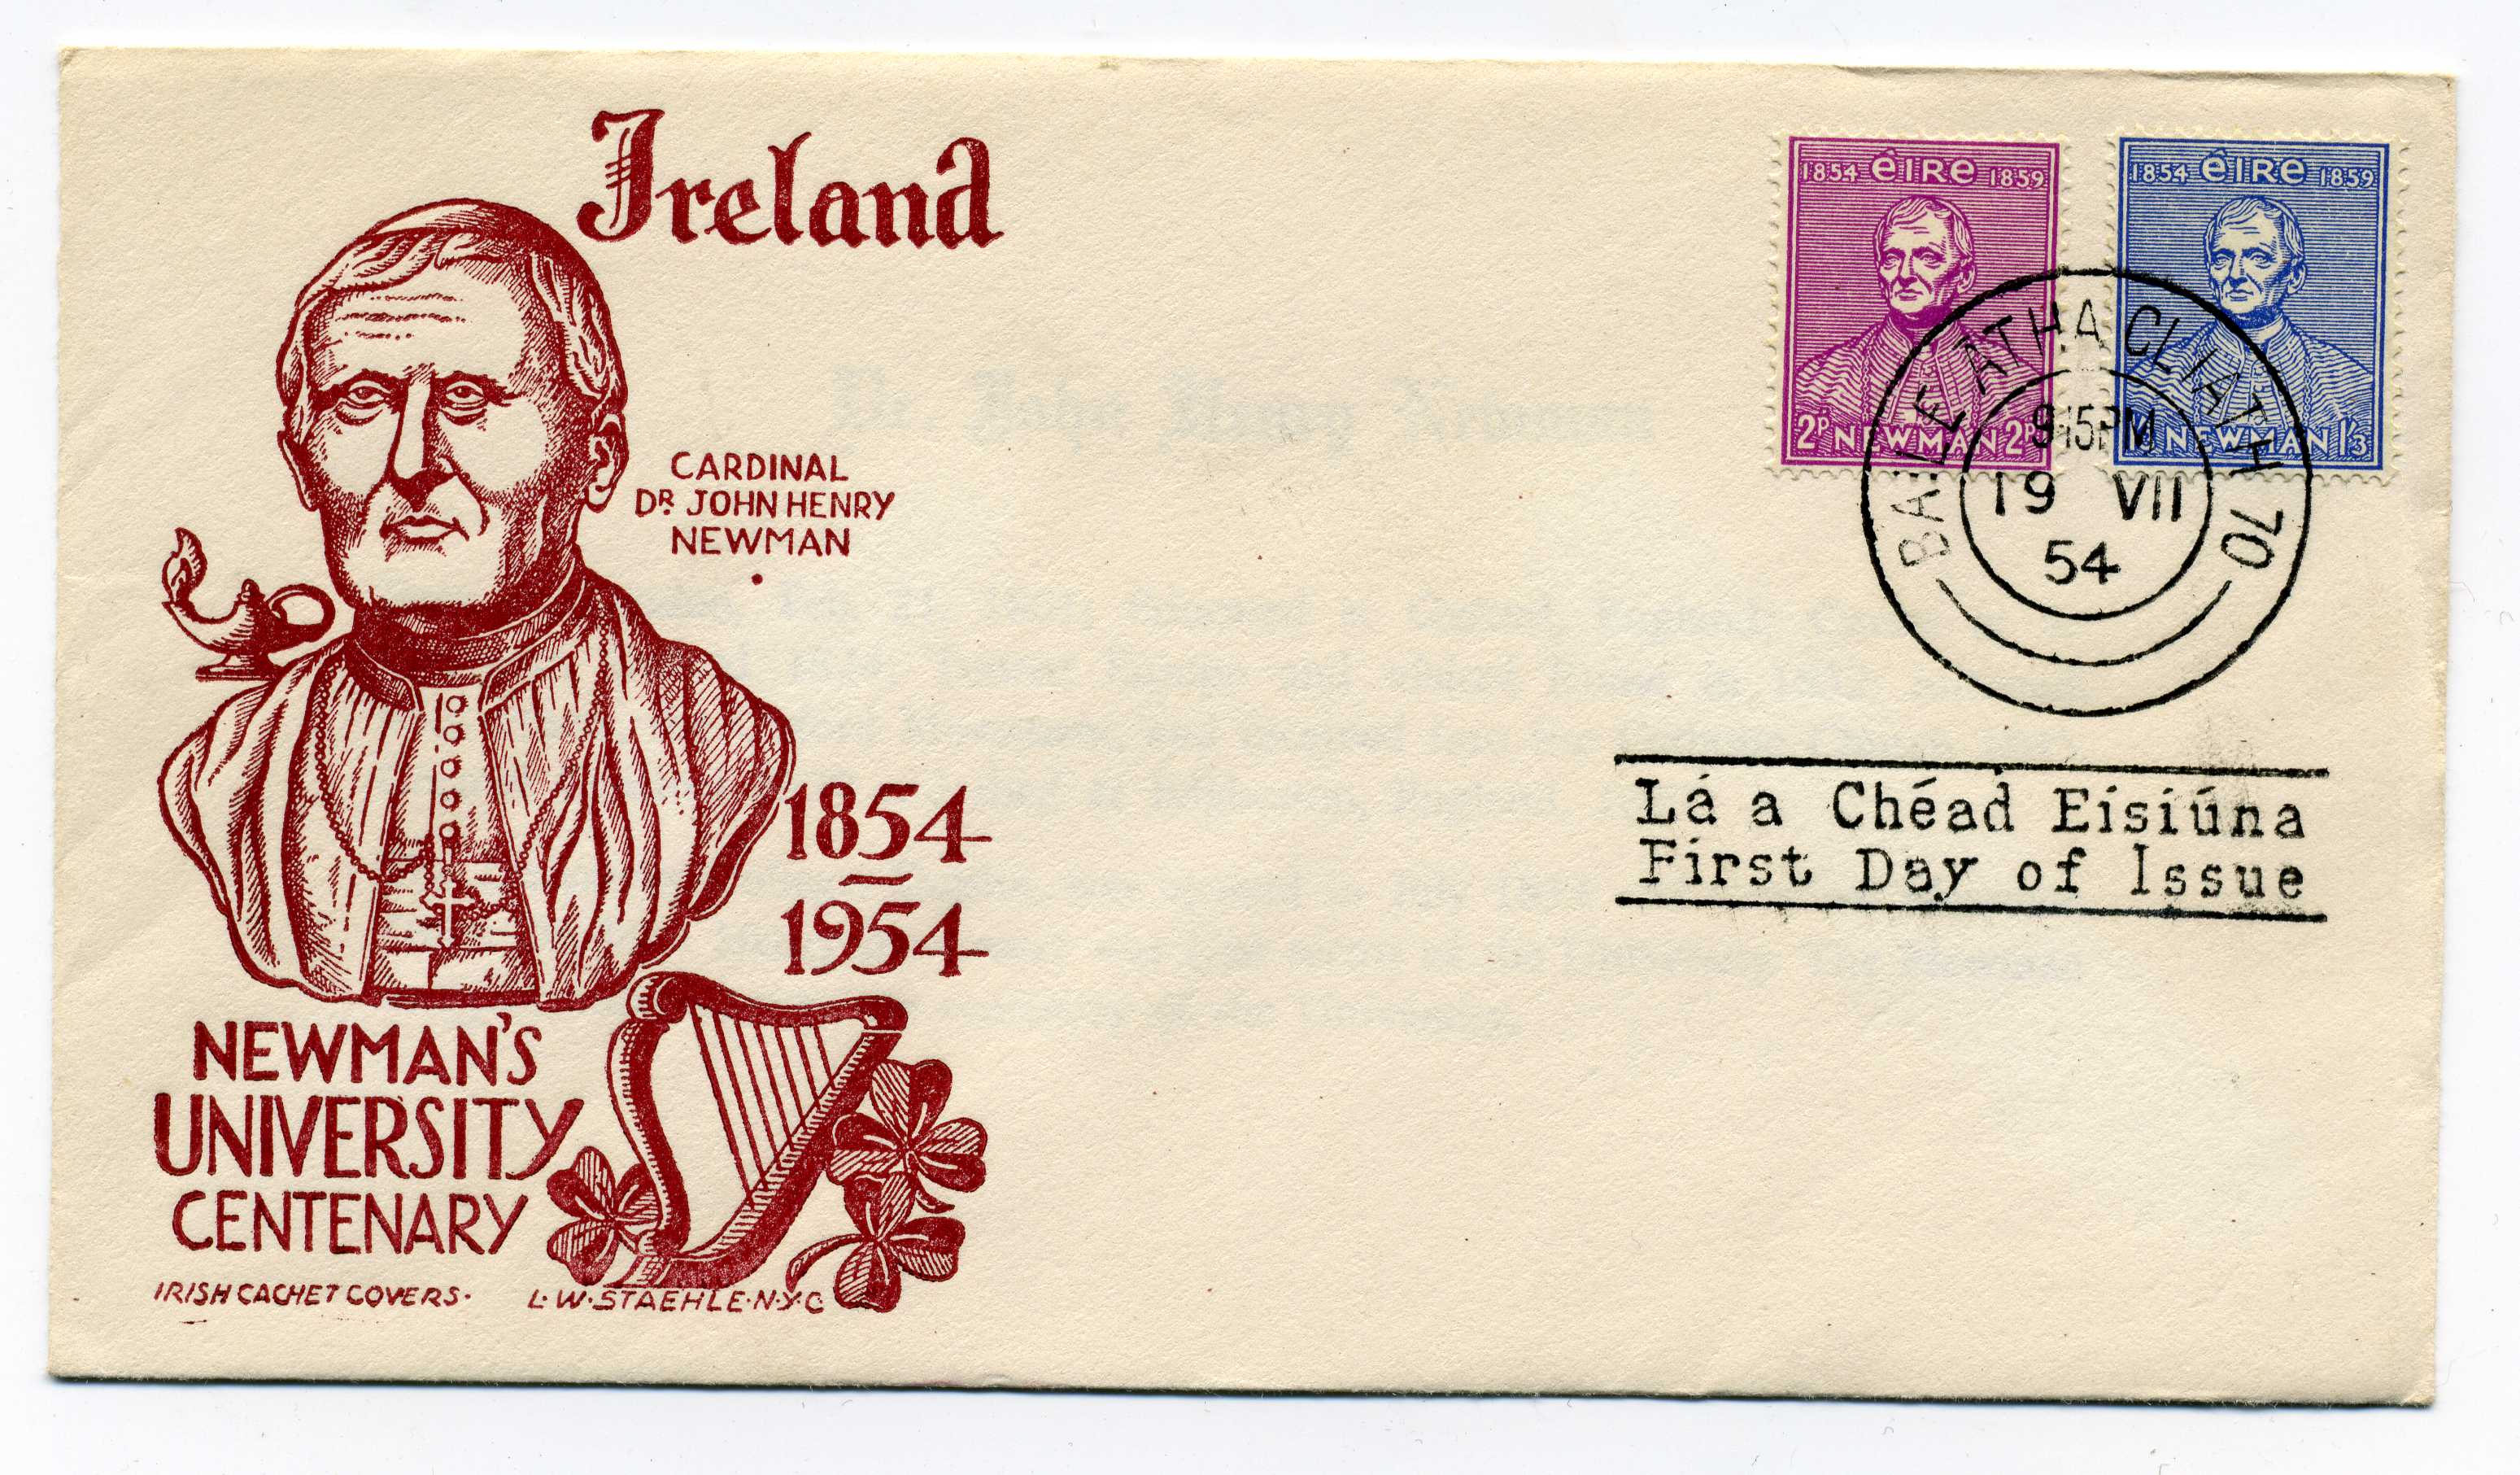 Ireland
CARDINAL
DR. JOHN HENRY
NEWMAN
1854
1954
NEWMAN'S
UNIVERSITY
CENTENARY
IRISH CACHET COVERS. L. W. STAEHLE. N.Y.C
1854 éire 1859
2P NEWMAN 2P
1854 éire 1859
NEWMAN 1/3
BAILE ATHA CLIATH 70
9.15PM
19 VII
54
Lá a Chéad Eisiúna
First Day of Issue